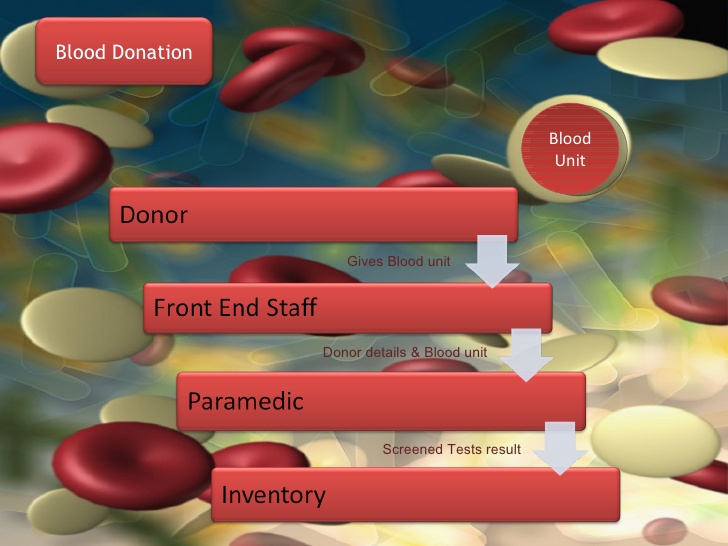 Blood Donation
Blood
Unit
Donor
Gives Blood unit
Front End Staff
Donor details & Blood unit
Paramedic
Screened Tests result
Inventory